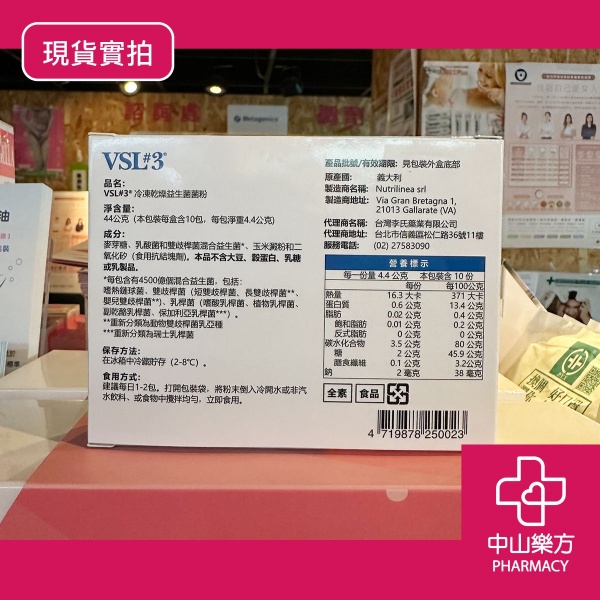 現貨實拍
Metagenics
VSL#3®
品名:
VSL#3® 冷凍乾燥益生菌菌粉
淨含量:
44公克 (本包裝每盒含10包,每包淨重4.4公克)
成分:
麥芽糖、乳酸菌和雙歧桿菌混合益生菌*、玉米澱粉和二
氧化矽 (食用抗結塊劑)。本品不含大豆、穀蛋白、乳糖
或乳製品。
*每包含有4500億個混合益生菌,包括:
嗜熱鏈球菌、雙歧桿菌 (短雙歧桿菌、長雙歧桿菌**、
嬰兒雙歧桿菌**)、乳桿菌 (嗜酸乳桿菌、植物乳桿菌、
副乾酪乳桿菌、保加利亞乳桿菌***)。
**重新分類為動物雙歧桿菌乳亞種
***重新分類為瑞士乳桿菌
保存方法:
在冰箱中冷藏貯存 (2-8℃)。
食用方式:
建議每日1-2包。打開包裝袋,將粉末倒入冷開水或非汽
水飲料、或食物中攪拌均勻,立即食用。
產品批號/有效期限: 見包裝外盒底部
原產國: 義大利
製造商名稱: Nutrilinea srl
製造商地址: Via Gran Bretagna 1,
21013 Gallarate (VA)
代理商名稱: 台灣李氏藥業有限公司
代理商地址: 台北市信義區松仁路36號11樓
服務電話: (02) 27583090
營養標示
每一份量 4.4 公克 本包裝含 10 份
每份 每100公克
熱量 16.3 大卡 371 大卡
蛋白質 0.6 公克 13.4 公克
脂肪 0.02 公克 0.4 公克
飽和脂肪 0.01 公克 0.2 公克
反式脂肪 0 公克 0 公克
碳水化合物 3.5 公克 80 公克
糖 2 公克 45.9 公克
膳食纖維 0.1 公克 3.2公克
鈉 2 毫克 38 毫克
全素 食品
4 719878 250023
中山樂方
PHARMACY